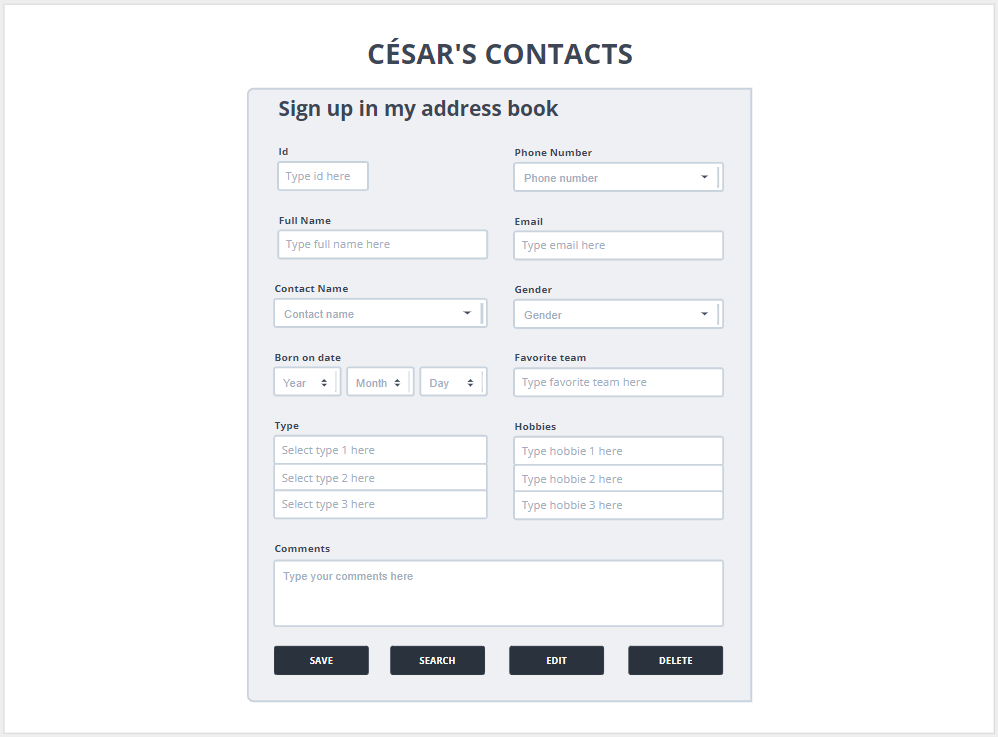 CÉSAR'S CONTACTS
Sign up in my address book
Id
Phone Number
Type id here
Phone number
Full Name
Email
Type full name here
Type email here
Contact Name
Gender
Contact name
Gender
Born on date
Favorite team
Year Month Day
Type favorite team here
Type
Hobbies
Select type 1 here
Type hobbie 1 here
Select type 2 here
Type hobbie 2 here
Select type 3 here
Type hobbie 3 here
Comments
Type your comments here
SAVE SEARCH EDIT DELETE